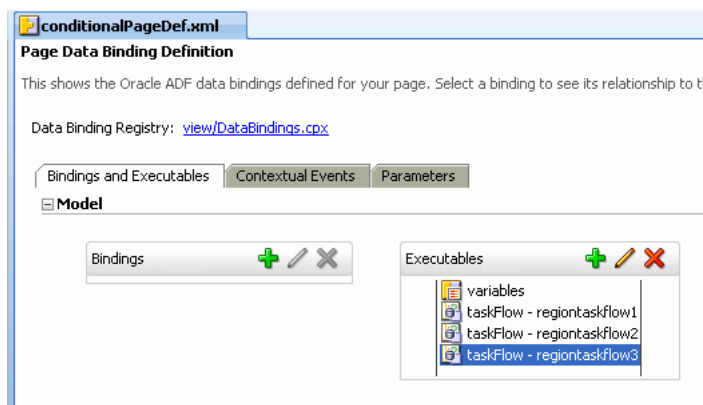 conditionalPageDef.xml
Page Data Binding Definition
This shows the Oracle ADF data bindings defined for your page. Select a binding to see its relationship to
Data Binding Registry: view/DataBindings.cpx
Bindings and Executables Contextual Events Parameters
Model
Bindings Executables
variables
taskFlow - regiontaskflow1
taskFlow - regiontaskflow2
taskFlow - regiontaskflow3